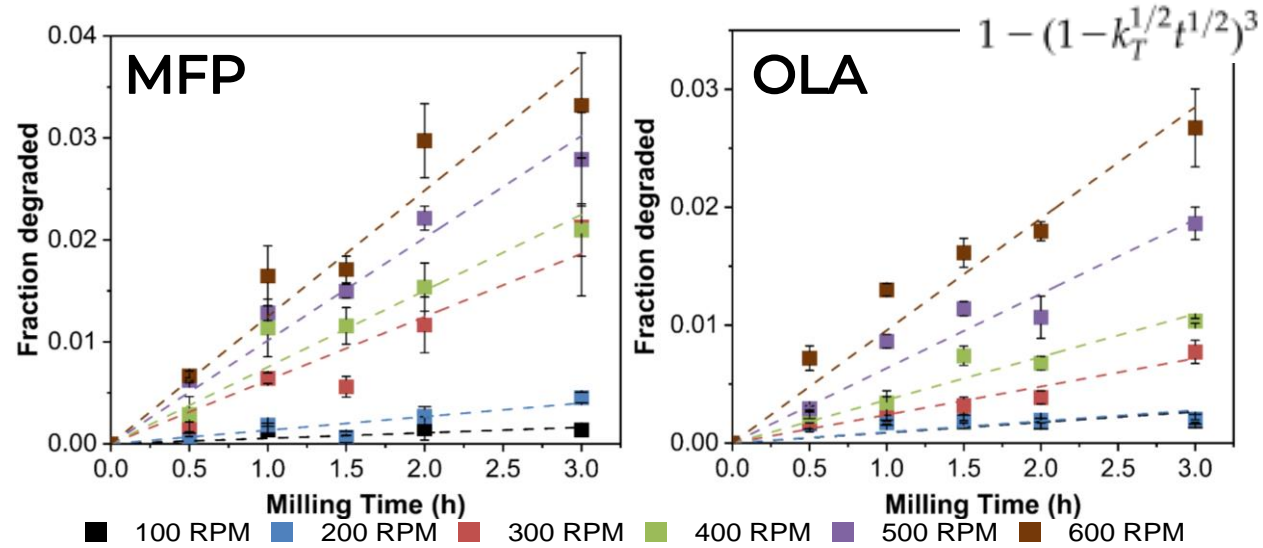 1 − (1−k_T^{1/2}t^{1/2})^3
MFP
Fraction degraded
0.04
0.03
0.02
0.01
0.00
0.0 0.5 1.0 1.5 2.0 2.5 3.0
Milling Time (h)
OLA
Fraction degraded
0.03
0.02
0.01
0.00
0.0 0.5 1.0 1.5 2.0 2.5 3.0
Milling Time (h)
100 RPM 200 RPM 300 RPM 400 RPM 500 RPM 600 RPM